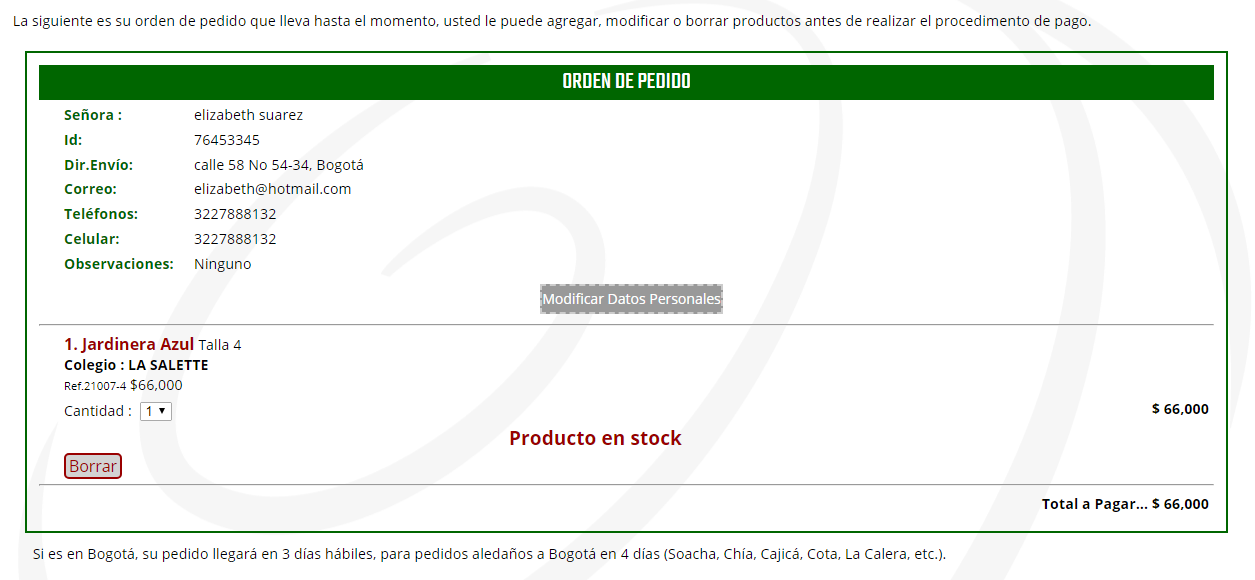 La siguiente es su orden de pedido que lleva hasta el momento, usted le puede agregar, modificar o borrar productos antes de realizar el procedimento de pago.
ORDEN DE PEDIDO
Señora : elizabeth suarez
Id: 76453345
Dir.Envío: calle 58 No 54-34, Bogotá
Correo: elizabeth@hotmail.com
Teléfonos: 3227888132
Celular: 3227888132
Observaciones: Ninguno
Modificar Datos Personales
1. Jardinera Azul Talla 4
Colegio : LA SALETTE
Ref.21007-4 $66,000
Cantidad : 1
$ 66,000
Producto en stock
Borrar
Total a Pagar... $ 66,000
Si es en Bogotá, su pedido llegará en 3 días hábiles, para pedidos aledaños a Bogotá en 4 días (Soacha, Chía, Cajicá, Cota, La Calera, etc.).